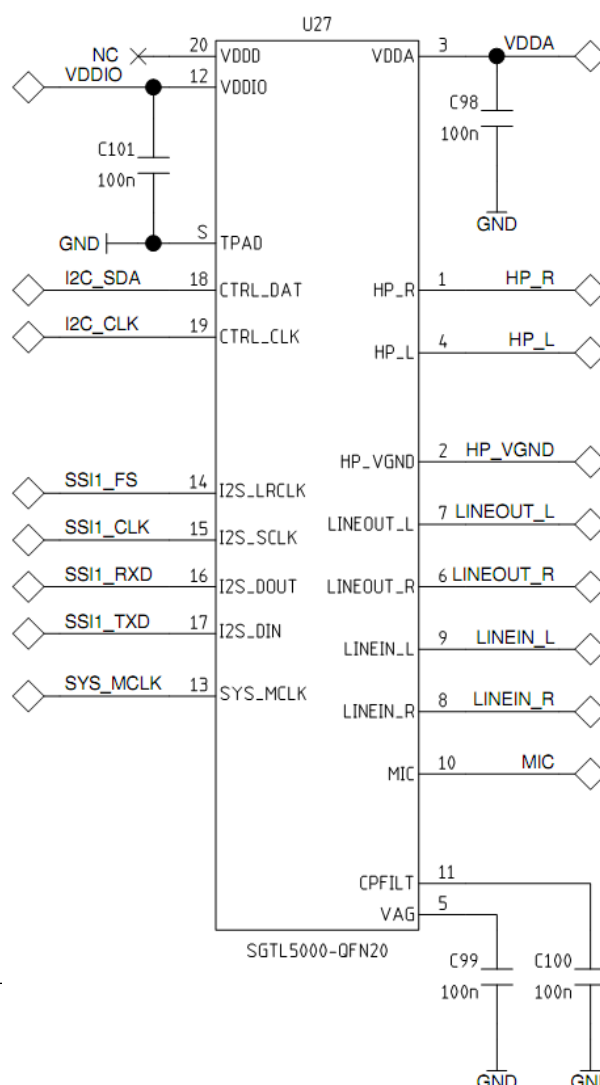 U27
NC 20 VDDD VDDA 3 VDDA
VDDIO 12 VDDIO
C101
100n
C98
100n
GND
GND S TPAD
I2C_SDA 18 CTRL_DAT HP_R 1 HP_R
I2C_CLK 19 CTRL_CLK
HP_L 4 HP_L
HP_VGND 2 HP_VGND
SSI1_FS 14 I2S_LRCLK
LINEOUT_L 7 LINEOUT_L
SSI1_CLK 15 I2S_SCLK
SSI1_RXD 16 I2S_DOUT LINEOUT_R 6 LINEOUT_R
SSI1_TXD 17 I2S_DIN
LINEIN_L 9 LINEIN_L
SYS_MCLK 13 SYS_MCLK
LINEIN_R 8 LINEIN_R
MIC 10 MIC
CPFILT 11
VAG 5
SGTL5000-QFN20
C99 C100
100n 100n
GND GND